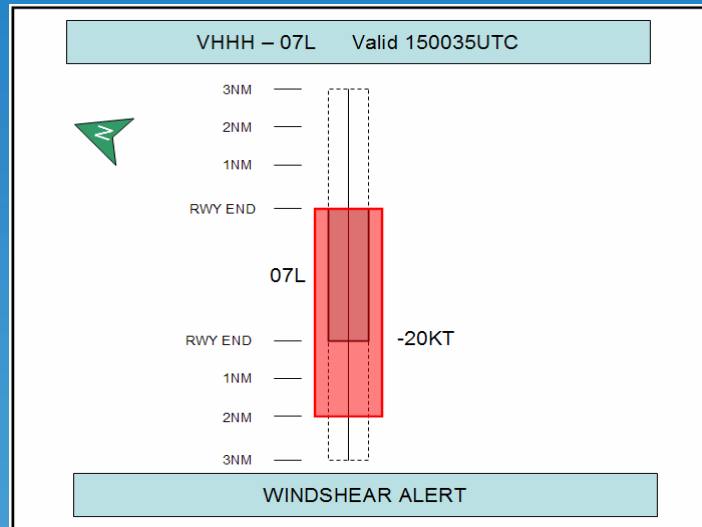 VHHH – 07L Valid 150035UTC
3NM
N
2NM
1NM
RWY END
07L
RWY END
-20KT
1NM
2NM
3NM
WINDSHEAR ALERT